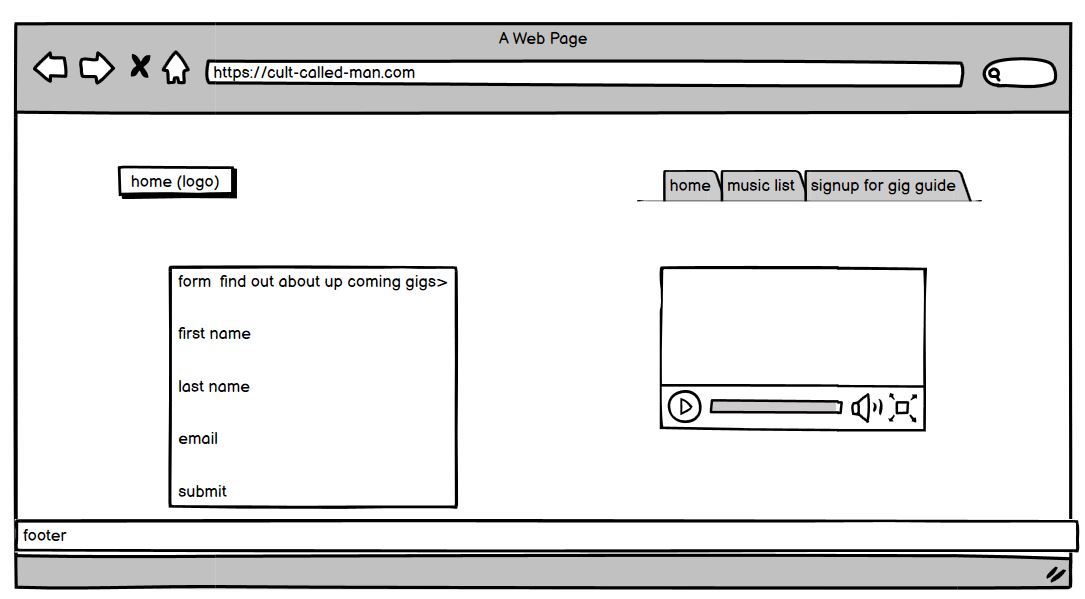 A Web Page
https://cult-called-man.com
home (logo)
home music list signup for gig guide
form find out about up coming gigs>
first name
last name
email
submit
footer